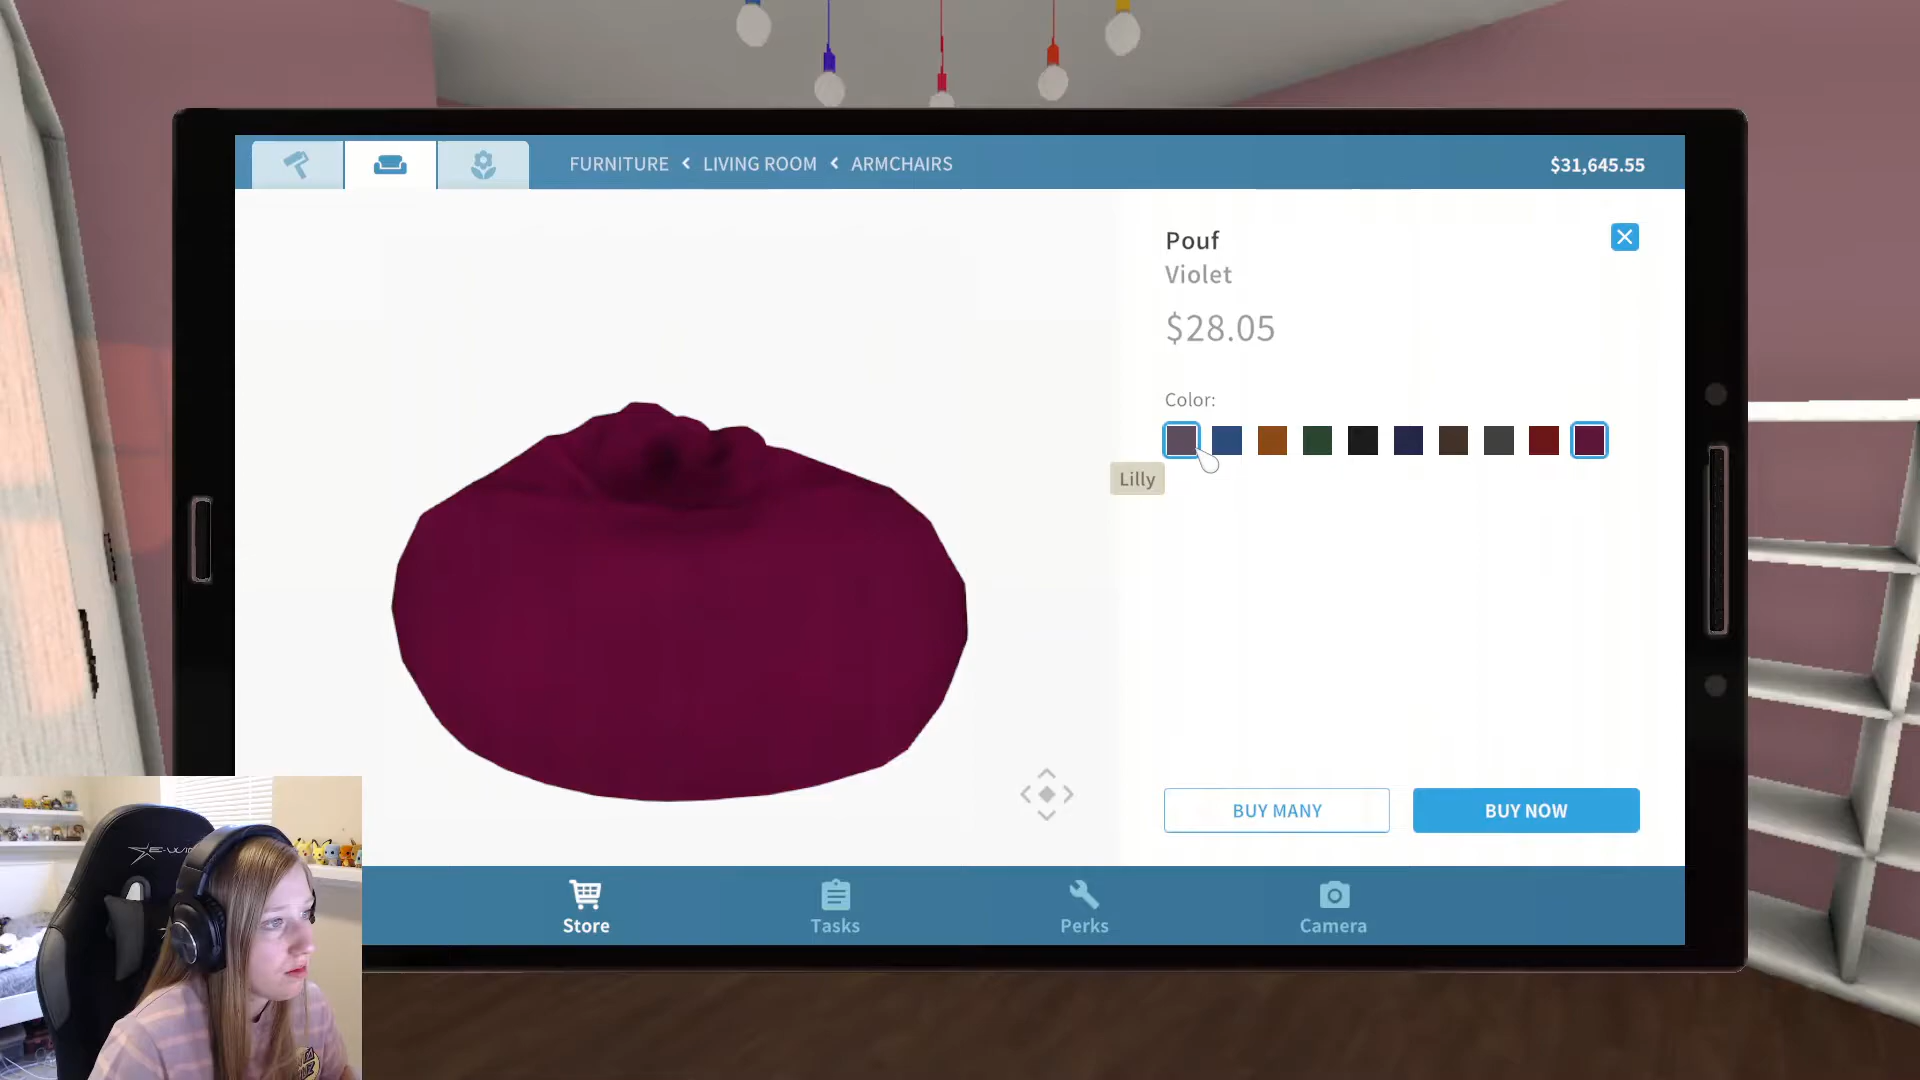 FURNITURE < LIVING ROOM < ARMCHAIRS
$31,645.55
Pouf
Violet
$28.05
Color:
Lilly
BUY MANY
BUY NOW
Store
Tasks
Perks
Camera